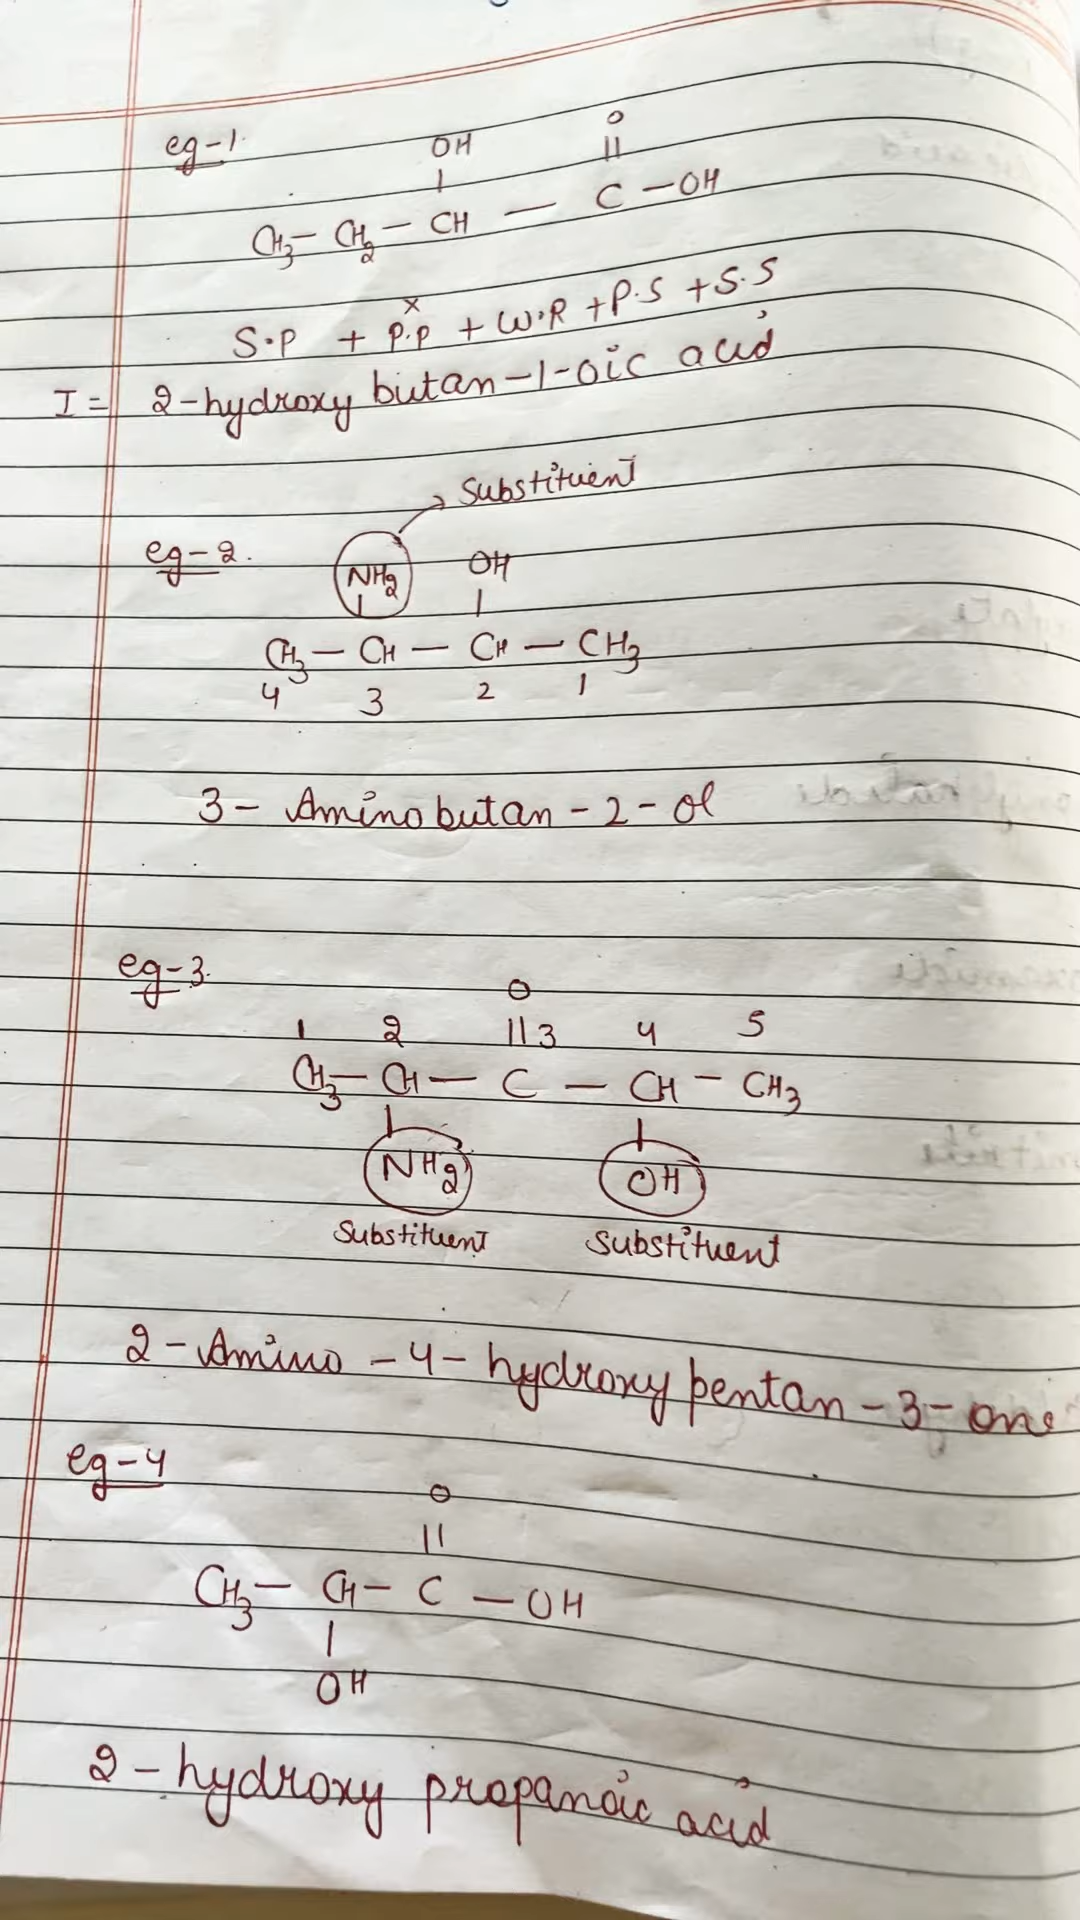 eg-1.
OH O
| ||
CH3 - CH2 - CH - C - OH
x
S.P + P.P + W.R + P.S + S.S
I = 2-hydroxy butan-1-oic acid
Substituent
eg-2.
NH2 OH
| |
CH3 - CH - CH - CH3
4 3 2 1
3- Amino butan-2-ol
eg-3.
O
1 2 || 3 4 5
CH3 - CH - C - CH - CH3
| |
NH2 OH
Substituent Substituent
2-Amino-4-hydroxy pentan-3-one
eg-4
O
||
CH3 - CH - C - OH
|
OH
2-hydroxy propanoic acid